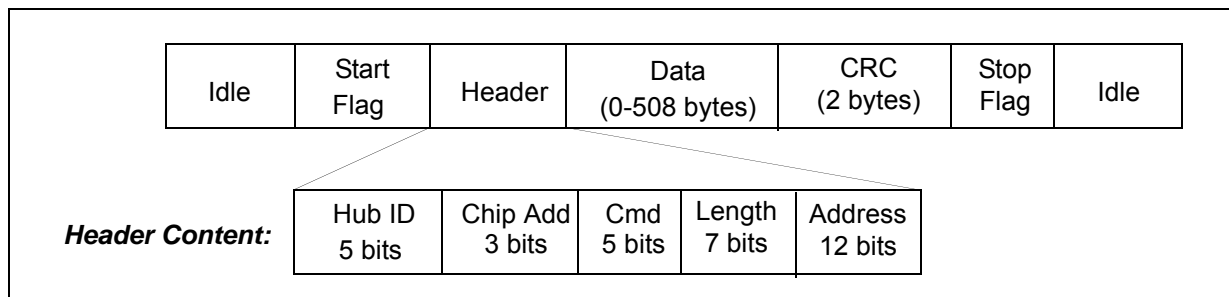 Idle
Start
Flag
Header
Data
(0-508 bytes)
CRC
(2 bytes)
Stop
Flag
Idle
Header Content:
Hub ID
5 bits
Chip Add
3 bits
Cmd
5 bits
Length
7 bits
Address
12 bits